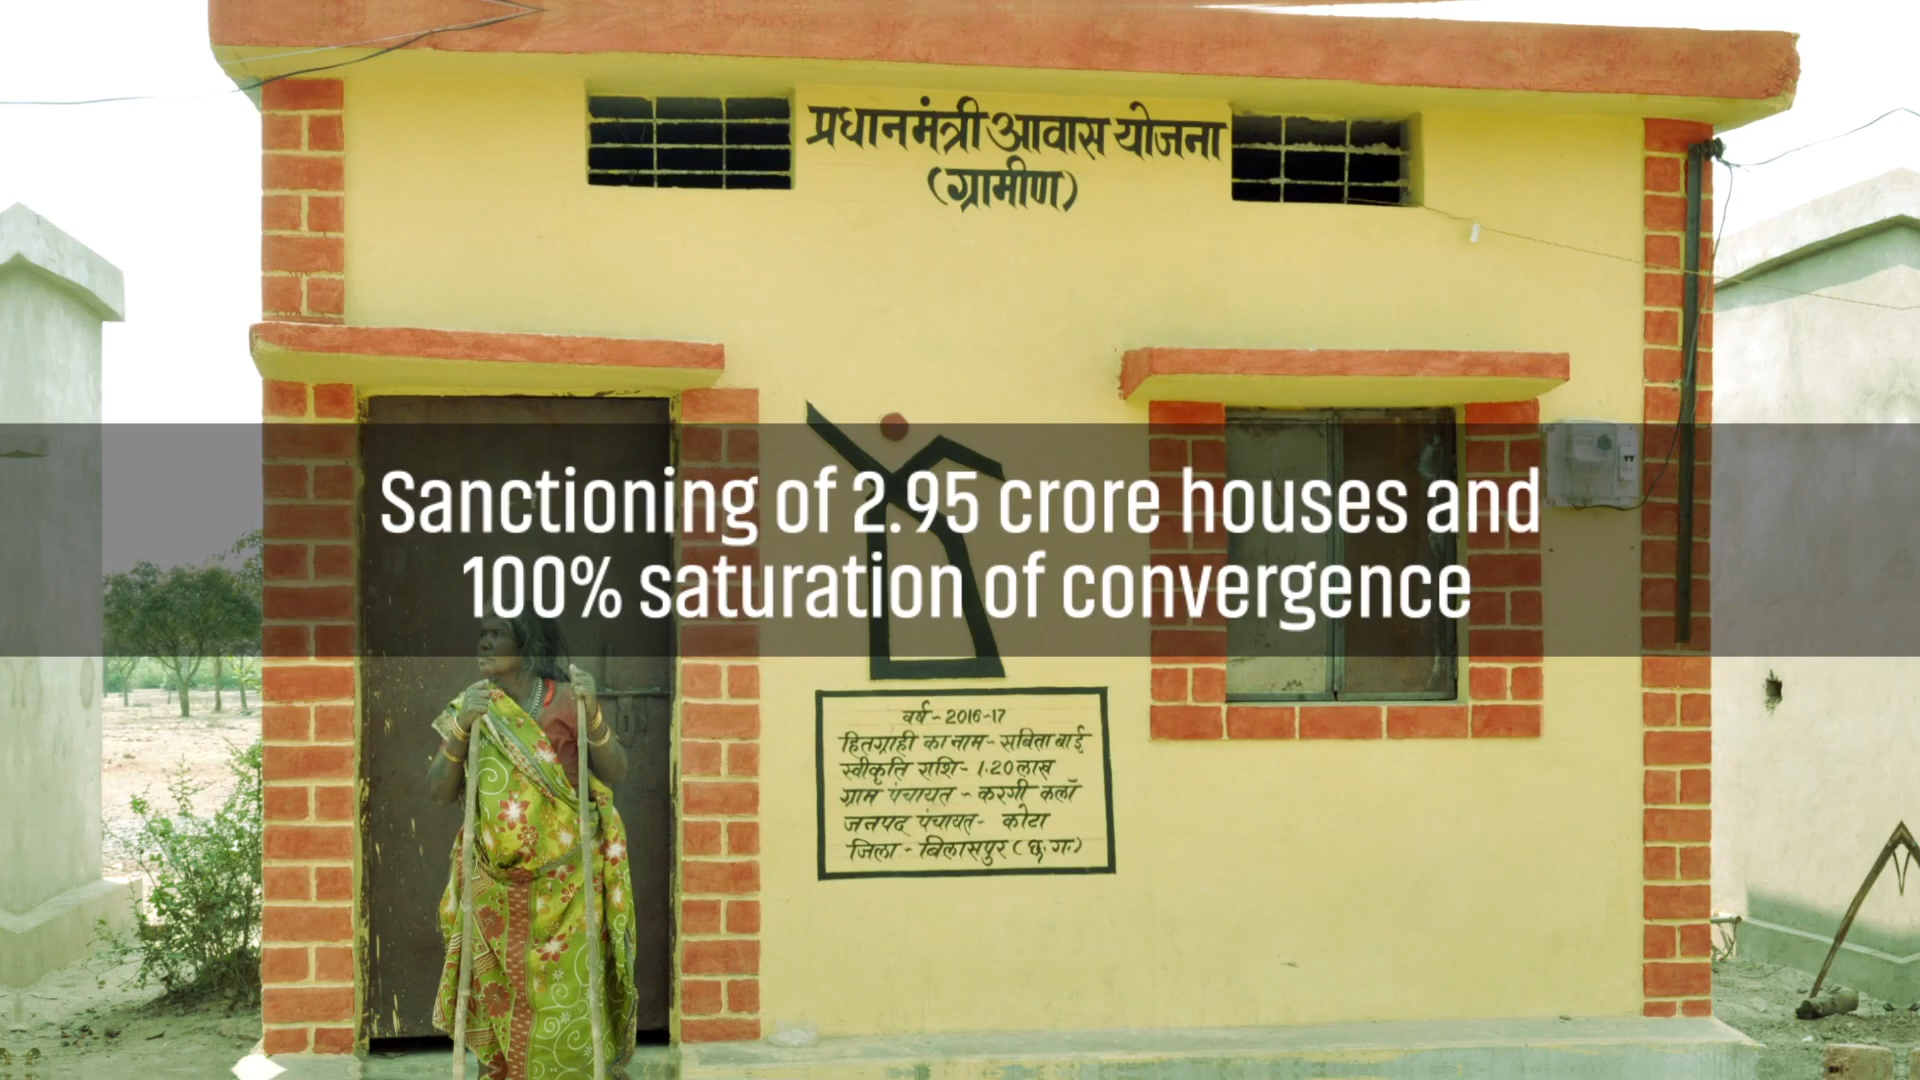 प्रधानमंत्री आवास योजना
(ग्रामीण)
Sanctioning of 2.95 crore houses and
100% saturation of convergence
वर्ष - 2016-17
हितग्राही का नाम - सबिता बाई
स्वीकृति राशि - 1.20 लाख
ग्राम पंचायत - करगी कलॉ
जनपद पंचायत - कोटा
जिला - बिलासपुर (छ.ग.)